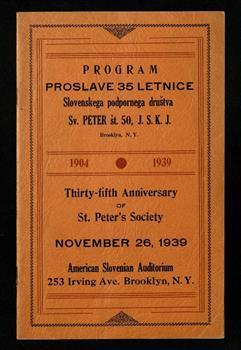 PROGRAM
PROSLAVE 35 LETNICE
Slovenskega podpornega društva
Sv. PETER št. 50, J. S. K. J.
Brooklyn, N. Y.
1904 1939
Thirty-fifth Anniversary
OF
St. Peter's Society
NOVEMBER 26, 1939
American Slovenian Auditorium
253 Irving Ave. Brooklyn, N. Y.